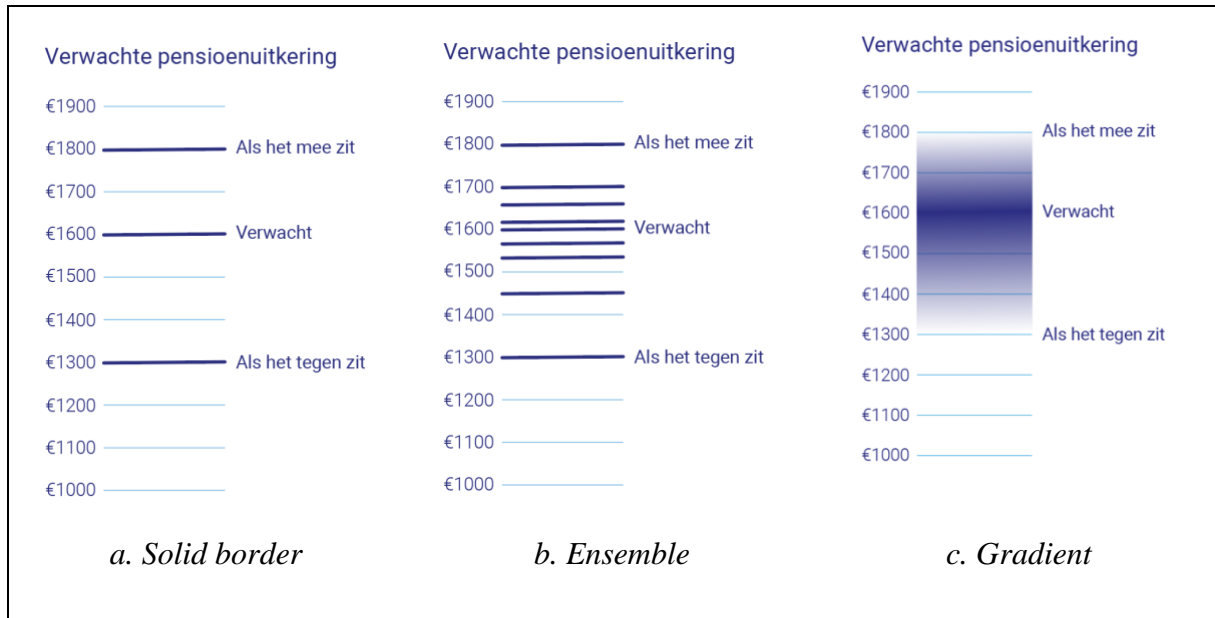 Verwachte pensioenuitkering
€1900
€1800 Als het mee zit
€1700
€1600 Verwacht
€1500
€1400
€1300 Als het tegen zit
€1200
€1100
€1000
a. Solid border
Verwachte pensioenuitkering
€1900
€1800 Als het mee zit
€1700
€1600 Verwacht
€1500
€1400
€1300 Als het tegen zit
€1200
€1100
€1000
b. Ensemble
Verwachte pensioenuitkering
€1900
€1800 Als het mee zit
€1700
€1600 Verwacht
€1500
€1400
€1300 Als het tegen zit
€1200
€1100
€1000
c. Gradient